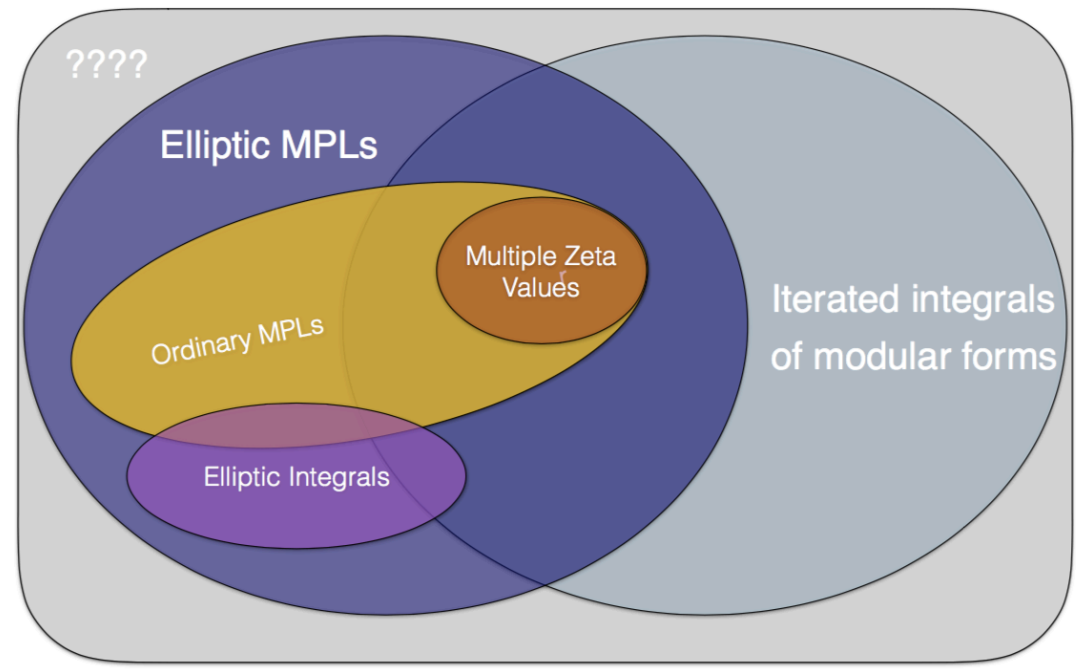 ????
Elliptic MPLs
Multiple Zeta
Values
Ordinary MPLs
Iterated integrals
of modular forms
Elliptic Integrals